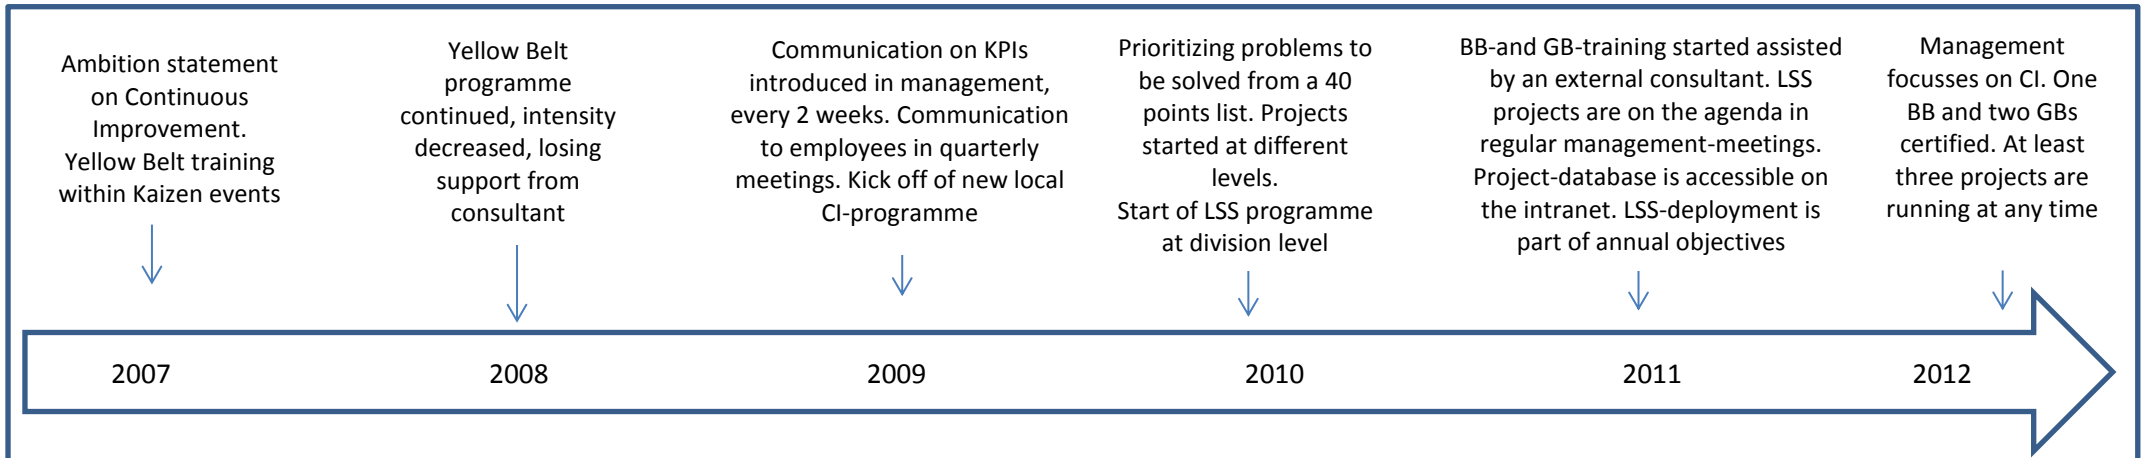 Ambition statement
on Continuous
Improvement.
Yellow Belt training
within Kaizen events
Yellow Belt
programme
continued, intensity
decreased, losing
support from
consultant
Communication on KPIs
introduced in management,
every 2 weeks. Communication
to employees in quarterly
meetings. Kick off of new local
CI-programme
Prioritizing problems to
be solved from a 40
points list. Projects
started at different
levels.
Start of LSS programme
at division level
BB-and GB-training started assisted
by an external consultant. LSS
projects are on the agenda in
regular management-meetings.
Project-database is accessible on
the intranet. LSS-deployment is
part of annual objectives
Management
focusses on CI. One
BB and two GBs
certified. At least
three projects are
running at any time
2007
2008
2009
2010
2011
2012